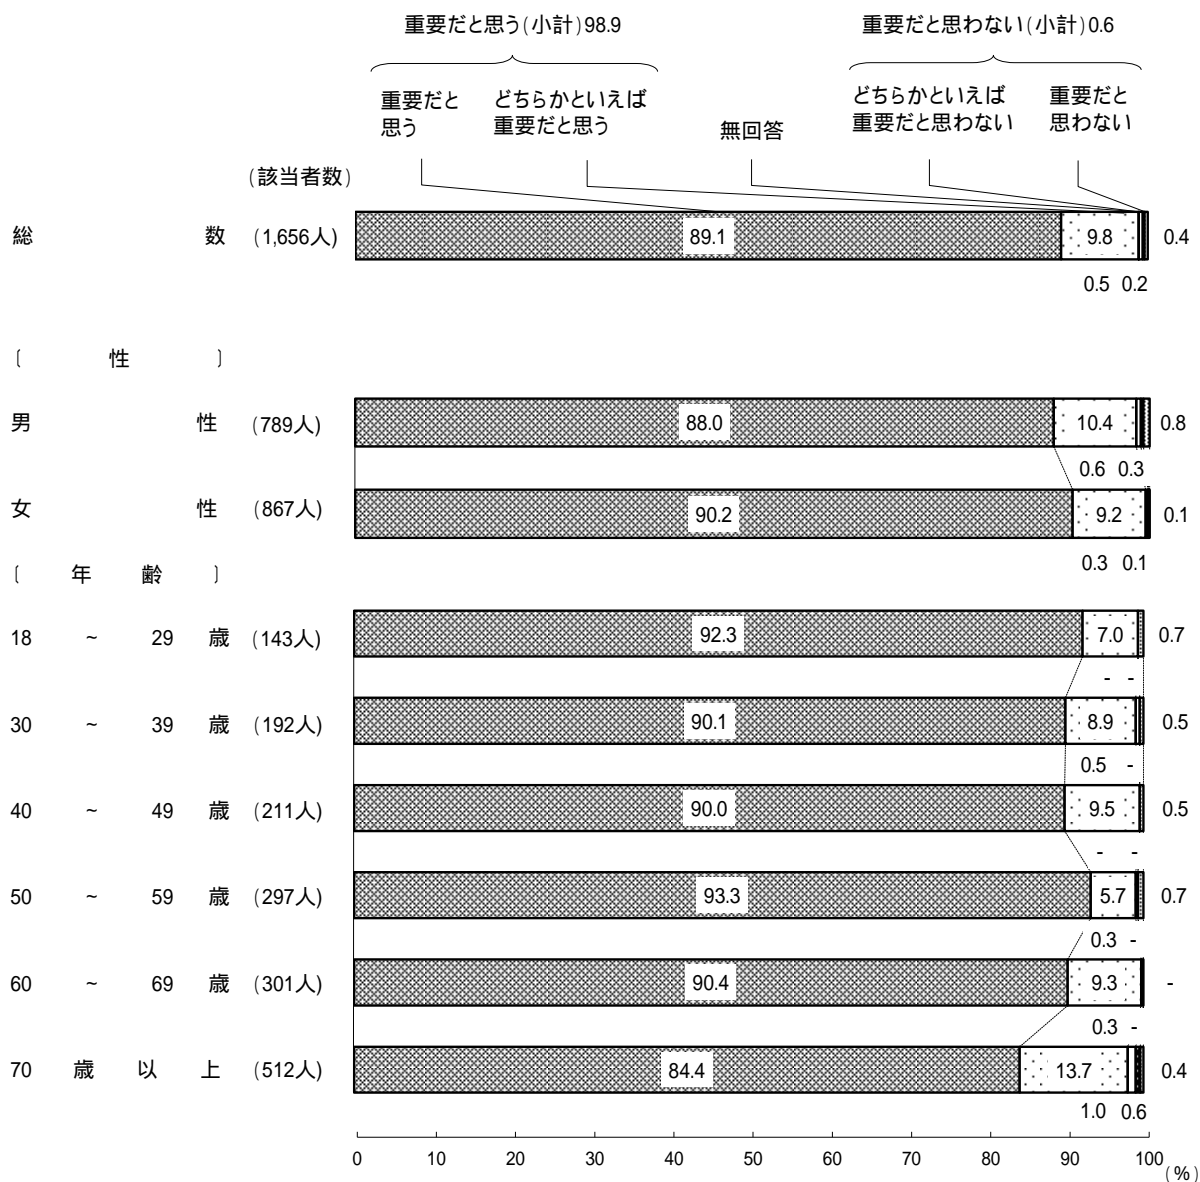 重要だと思う(小計)98.9 重要だと思わない(小計)0.6
重要だと思う どちらかといえば重要だと思う 無回答 どちらかといえば重要だと思わない 重要だと思わない
(該当者数)
総数 (1,656人) 89.1 9.8 0.4
0.5 0.2
〔性〕
男性 (789人) 88.0 10.4 0.8
0.6 0.3
女性 (867人) 90.2 9.2 0.1
0.3 0.1
〔年齢〕
18 ~ 29 歳 (143人) 92.3 7.0 0.7
- -
30 ~ 39 歳 (192人) 90.1 8.9 0.5
0.5 -
40 ~ 49 歳 (211人) 90.0 9.5 0.5
- -
50 ~ 59 歳 (297人) 93.3 5.7 0.7
0.3 -
60 ~ 69 歳 (301人) 90.4 9.3 -
0.3 -
70 歳以上 (512人) 84.4 13.7 0.4
1.0 0.6
0 10 20 30 40 50 60 70 80 90 100
(%)